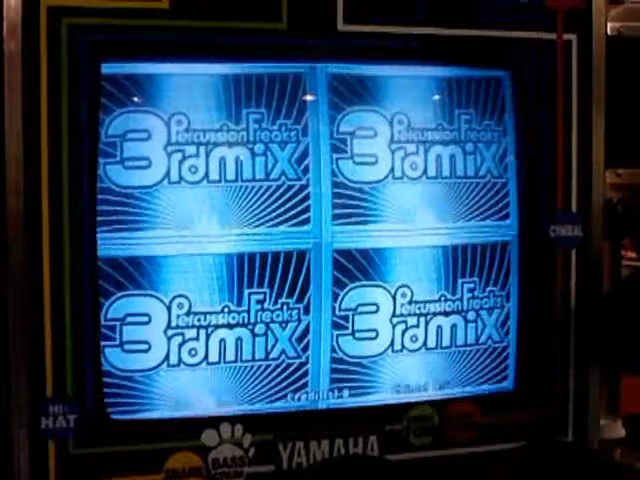 3rdmix Percussion Freaks
3rdmix Percussion Freaks
CYMBAL
3rdmix Percussion Freaks
3rdmix Percussion Freaks
HI-HAT
BASS
YAMAHA